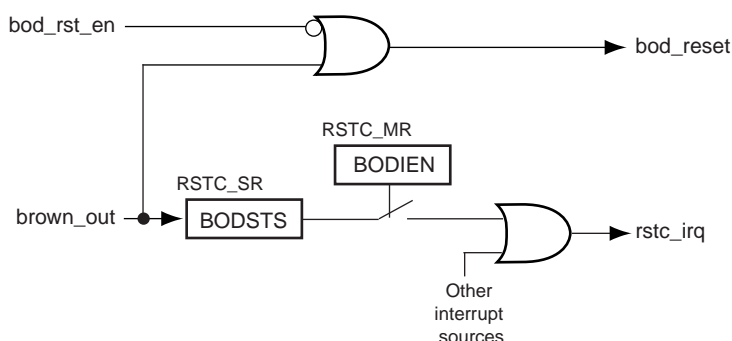 bod_rst_en
bod_reset
RSTC_MR
BODIEN
RSTC_SR
brown_out
BODSTS
rstc_irq
Other
interrupt
sources